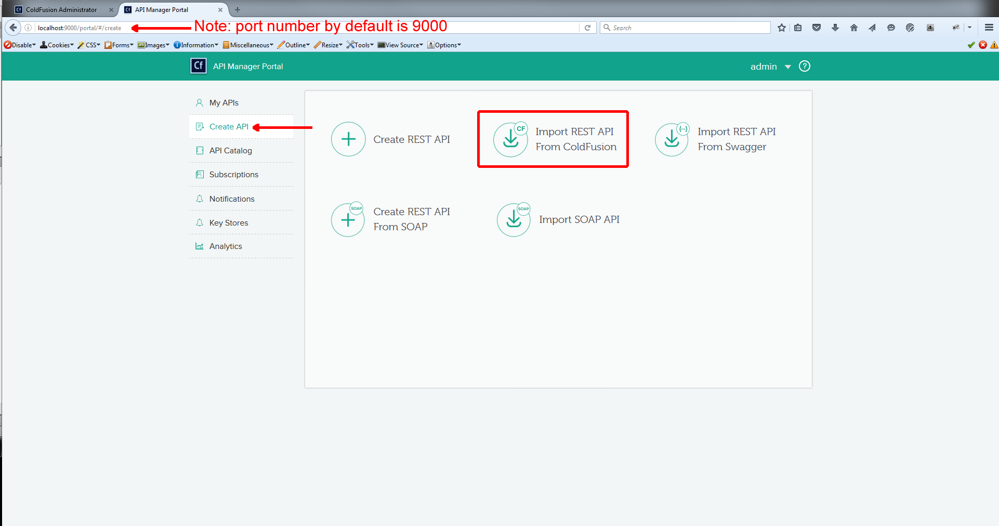 ColdFusion Administrator
API Manager Portal
localhost:9000/portal/#/create
Note: port number by default is 9000
Search
Disable Cookies CSS Forms Images Information Miscellaneous Outline Resize Tools View Source Options
Cf API Manager Portal
admin ?
My APIs
Create API
API Catalog
Subscriptions
Notifications
Key Stores
Analytics
Create REST API
CF
Import REST API
From ColdFusion
{...}
Import REST API
From Swagger
SOAP
Create REST API
From SOAP
SOAP
Import SOAP API